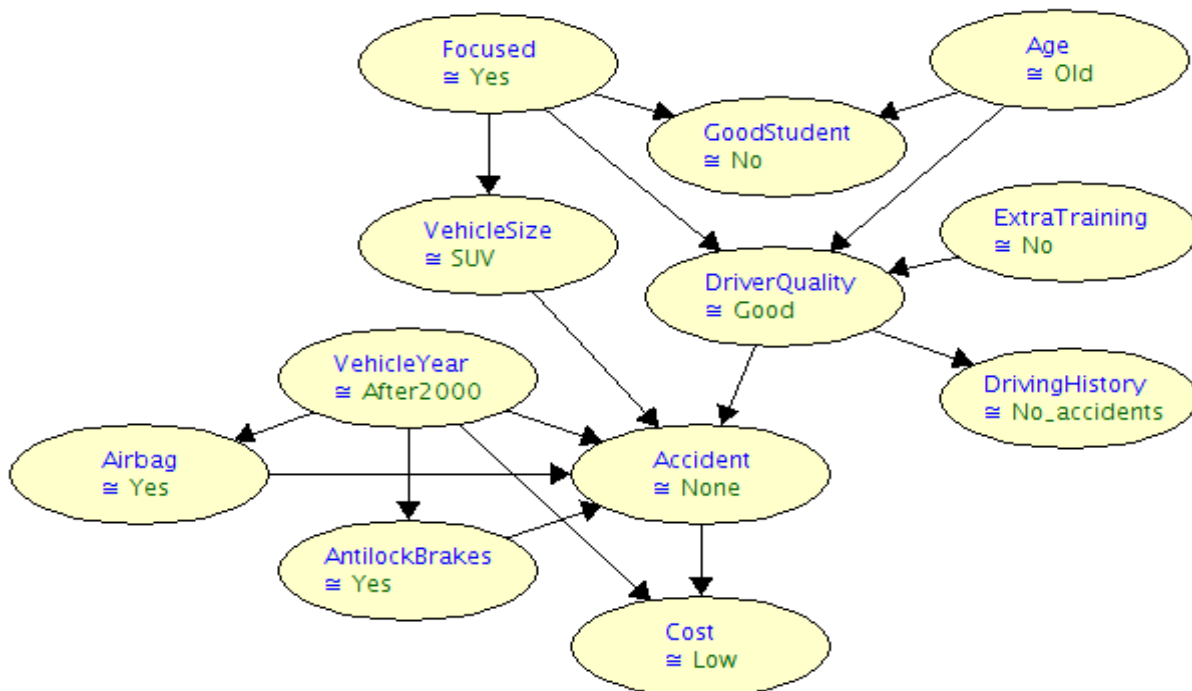 Focused
≅ Yes
Age
≅ Old
GoodStudent
≅ No
VehicleSize
≅ SUV
ExtraTraining
≅ No
DriverQuality
≅ Good
VehicleYear
≅ After2000
DrivingHistory
≅ No_accidents
Airbag
≅ Yes
Accident
≅ None
AntilockBrakes
≅ Yes
Cost
≅ Low